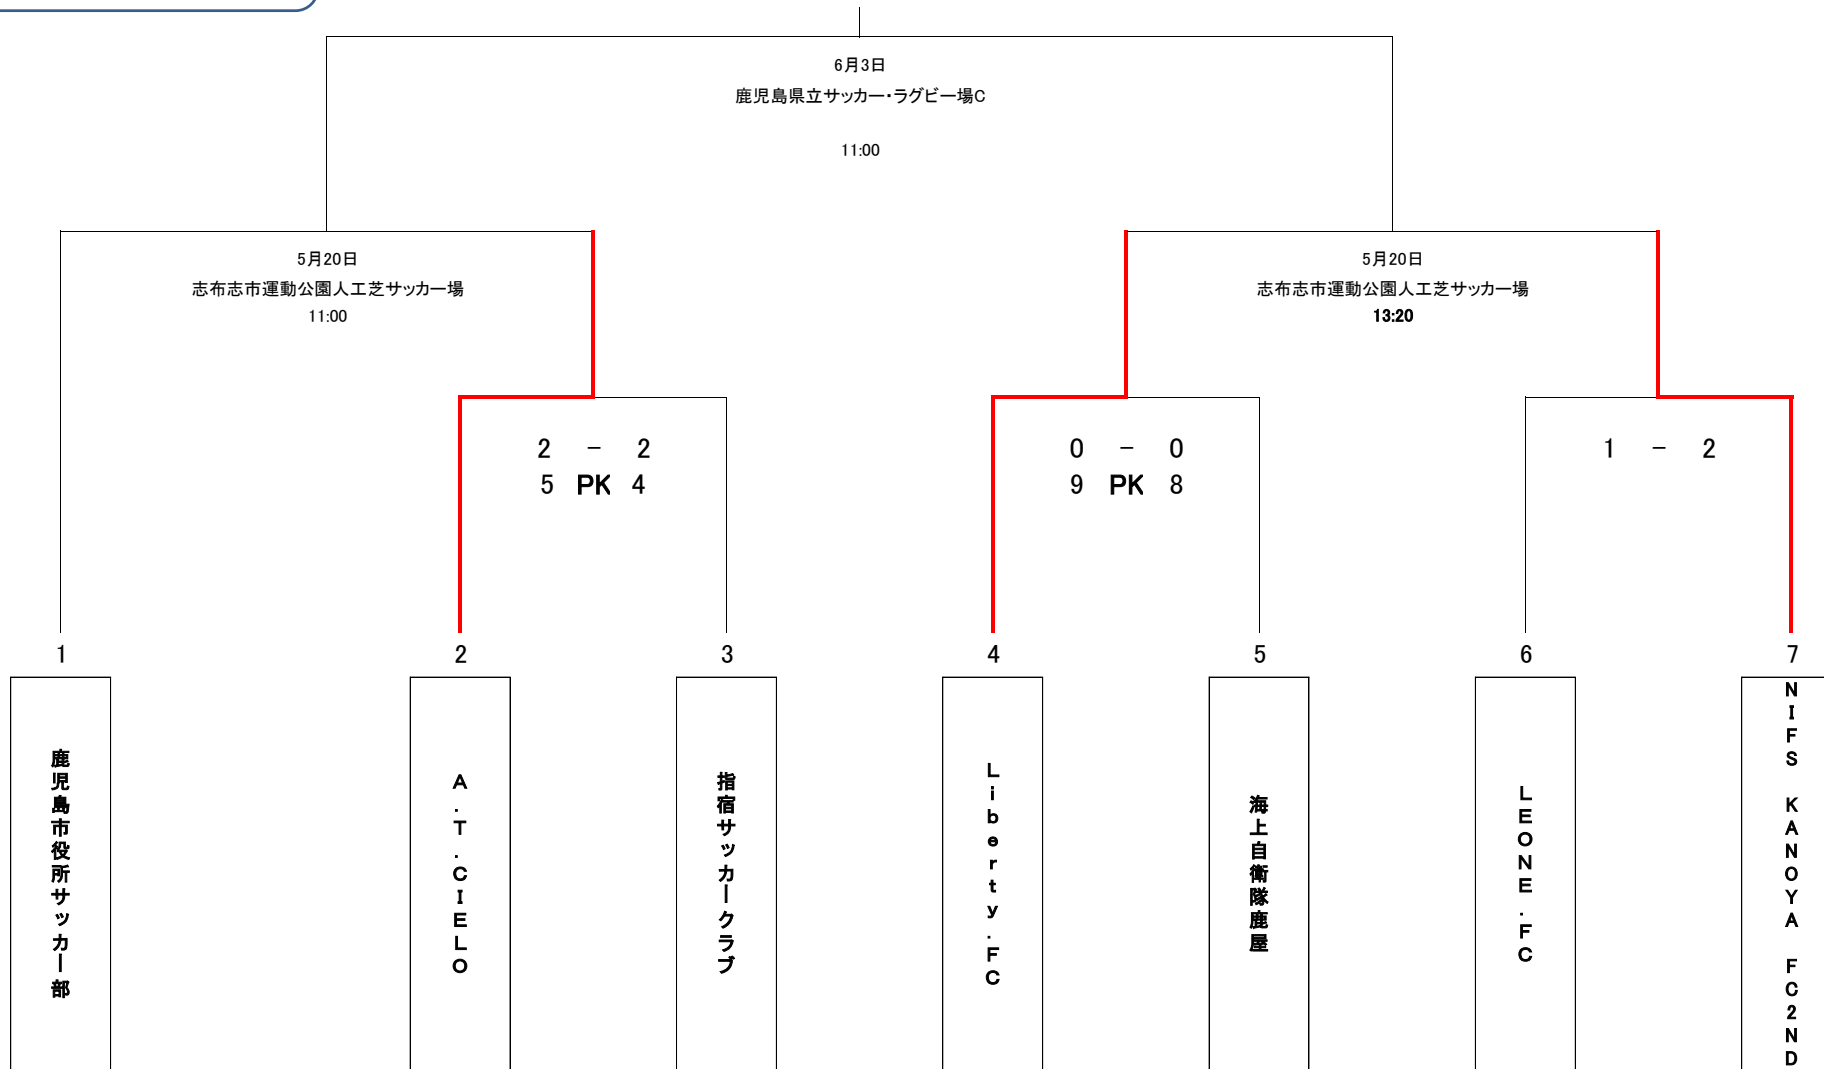 6月3日
鹿児島県立サッカー・ラグビー場C
11:00
5月20日
志布志市運動公園人工芝サッカー場
11:00
5月20日
志布志市運動公園人工芝サッカー場
13:20
2 － 2
5 PK 4
0 － 0
9 PK 8
1 － 2
1
2
3
4
5
6
7
鹿児島市役所サッカー部
A.T.CIELO
指宿サッカークラブ
Liberty.FC
海上自衛隊鹿屋
LEONE.FC
NIFS KANOYA FC2ND